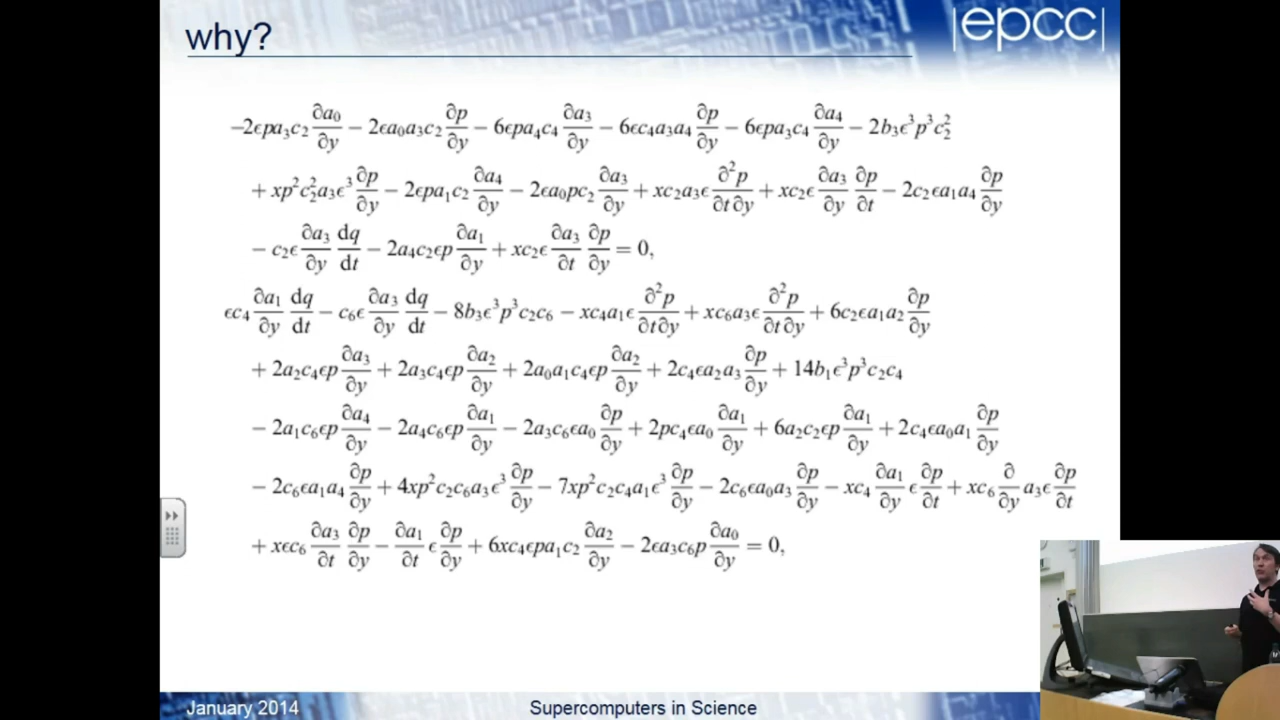 why?
|epcc|
−2ϵpa₃c₂ ∂a₀/∂y − 2ϵa₀a₃c₂ ∂p/∂y − 6ϵpa₄c₄ ∂a₃/∂y − 6ϵc₄a₃a₄ ∂p/∂y − 6ϵpa₃c₄ ∂a₄/∂y − 2b₃ϵ³p³c₂²
+ xp²c₂²a₃ϵ³ ∂p/∂y − 2ϵpa₁c₂ ∂a₄/∂y − 2ϵa₀pc₂ ∂a₃/∂y + xc₂a₃ϵ ∂²p/∂t∂y + xc₂ϵ ∂a₃/∂y ∂p/∂t − 2c₂ϵa₁a₄ ∂p/∂y
− c₂ϵ ∂a₃/∂y dq/dt − 2a₄c₂ϵp ∂a₁/∂y + xc₂ϵ ∂a₃/∂t ∂p/∂y = 0,
ϵc₄ ∂a₁/∂y dq/dt − c₆ϵ ∂a₃/∂y dq/dt − 8b₃ϵ³p³c₂c₆ − xc₄a₁ϵ ∂²p/∂t∂y + xc₆a₃ϵ ∂²p/∂t∂y + 6c₂ϵa₁a₂ ∂p/∂y
+ 2a₂c₄ϵp ∂a₃/∂y + 2a₃c₄ϵp ∂a₂/∂y + 2a₀a₁c₄ϵp ∂a₂/∂y + 2c₄ϵa₂a₃ ∂p/∂y + 14b₁ϵ³p³c₂c₄
− 2a₁c₆ϵp ∂a₄/∂y − 2a₄c₆ϵp ∂a₁/∂y − 2a₃c₆ϵa₀ ∂p/∂y + 2pc₄ϵa₀ ∂a₁/∂y + 6a₂c₂ϵp ∂a₁/∂y + 2c₄ϵa₀a₁ ∂p/∂y
− 2c₆ϵa₁a₄ ∂p/∂y + 4xp²c₂c₆a₃ϵ³ ∂p/∂y − 7xp²c₂c₄a₁ϵ³ ∂p/∂y − 2c₆ϵa₀a₃ ∂p/∂y − xc₄ ∂a₁/∂y ϵ ∂p/∂t + xc₆ ∂/∂y a₃ϵ ∂p/∂t
+ xϵc₆ ∂a₃/∂t ∂p/∂y − ∂a₁/∂t ϵ ∂p/∂y + 6xc₄ϵpa₁c₂ ∂a₂/∂y − 2ϵa₃c₆p ∂a₀/∂y = 0,
January 2014
Supercomputers in Science